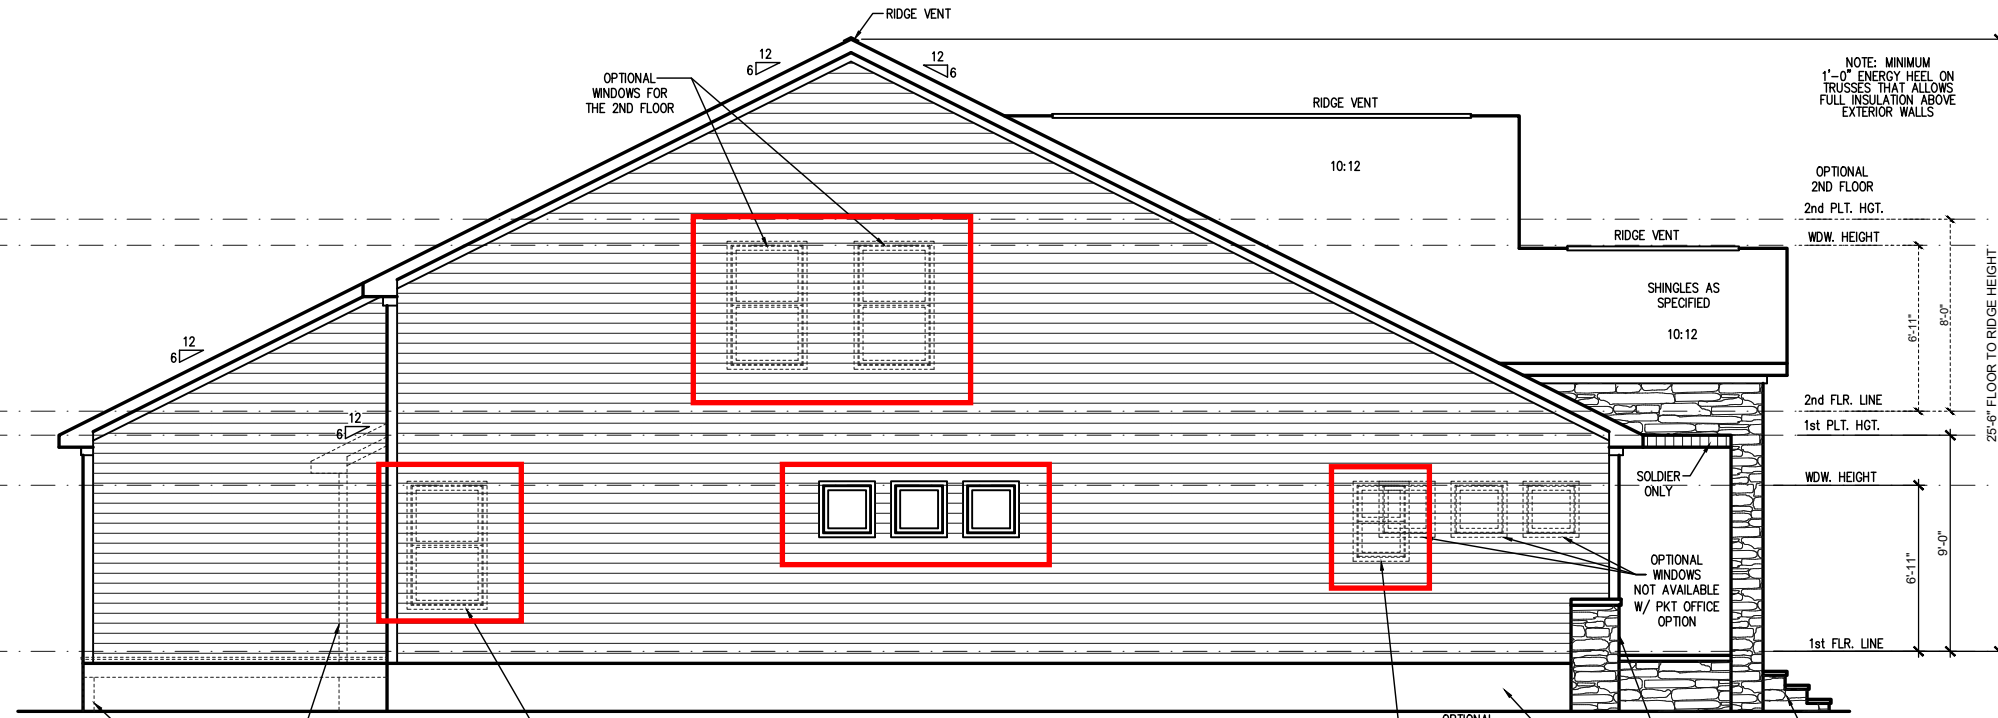 RIDGE VENT
12
6
12
6
OPTIONAL
WINDOWS FOR
THE 2ND FLOOR
RIDGE VENT
NOTE: MINIMUM
1'-0" ENERGY HEEL ON
TRUSSES THAT ALLOWS
FULL INSULATION ABOVE
EXTERIOR WALLS
10:12
OPTIONAL
2ND FLOOR
2nd PLT. HGT.
RIDGE VENT
WDW. HEIGHT
SHINGLES AS
SPECIFIED
10:12
6'-11"
8'-0"
25'-6" FLOOR TO RIDGE HEIGHT
12
6
2nd FLR. LINE
1st PLT. HGT.
12
6
SOLDIER
ONLY
WDW. HEIGHT
OPTIONAL
WINDOWS
NOT AVAILABLE
W/ PKT OFFICE
OPTION
6'-11"
9'-0"
1st FLR. LINE
OPTIONAL